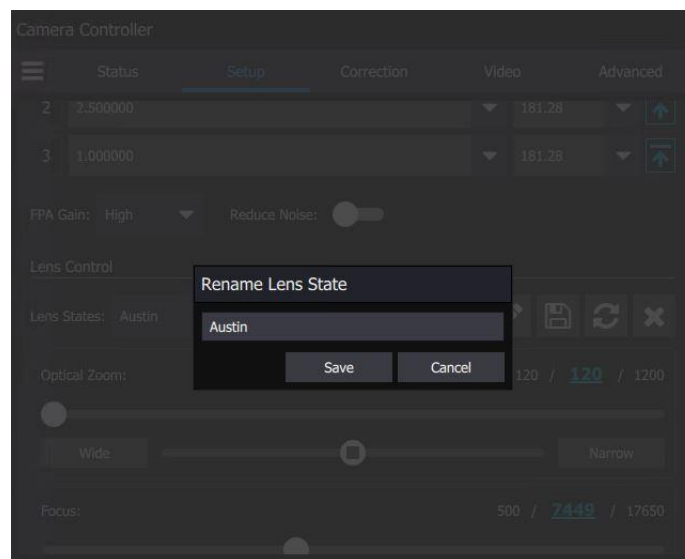 Camera Controller
Status Setup Correction Video Advanced
2 2.500000 181.28
3 1.000000 181.28
FPA Gain: High Reduce Noise:
Lens Control
Rename Lens State
Lens States: Austin
Austin
Save Cancel
Optical Zoom: 120 / 120 / 1200
Wide Narrow
Focus: 500 / 7449 / 17650